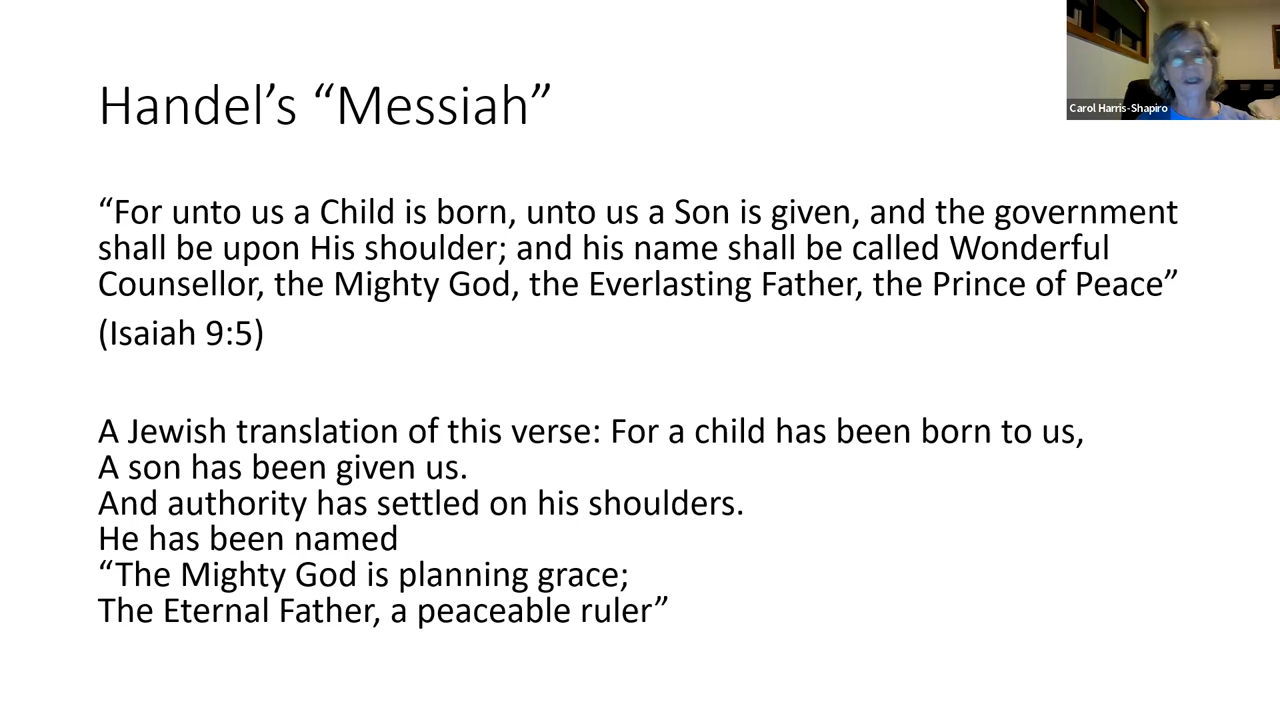 Handel’s “Messiah”
Carol Harris-Shapiro
“For unto us a Child is born, unto us a Son is given, and the government
shall be upon His shoulder; and his name shall be called Wonderful
Counsellor, the Mighty God, the Everlasting Father, the Prince of Peace”
(Isaiah 9:5)
A Jewish translation of this verse: For a child has been born to us,
A son has been given us.
And authority has settled on his shoulders.
He has been named
“The Mighty God is planning grace;
The Eternal Father, a peaceable ruler”